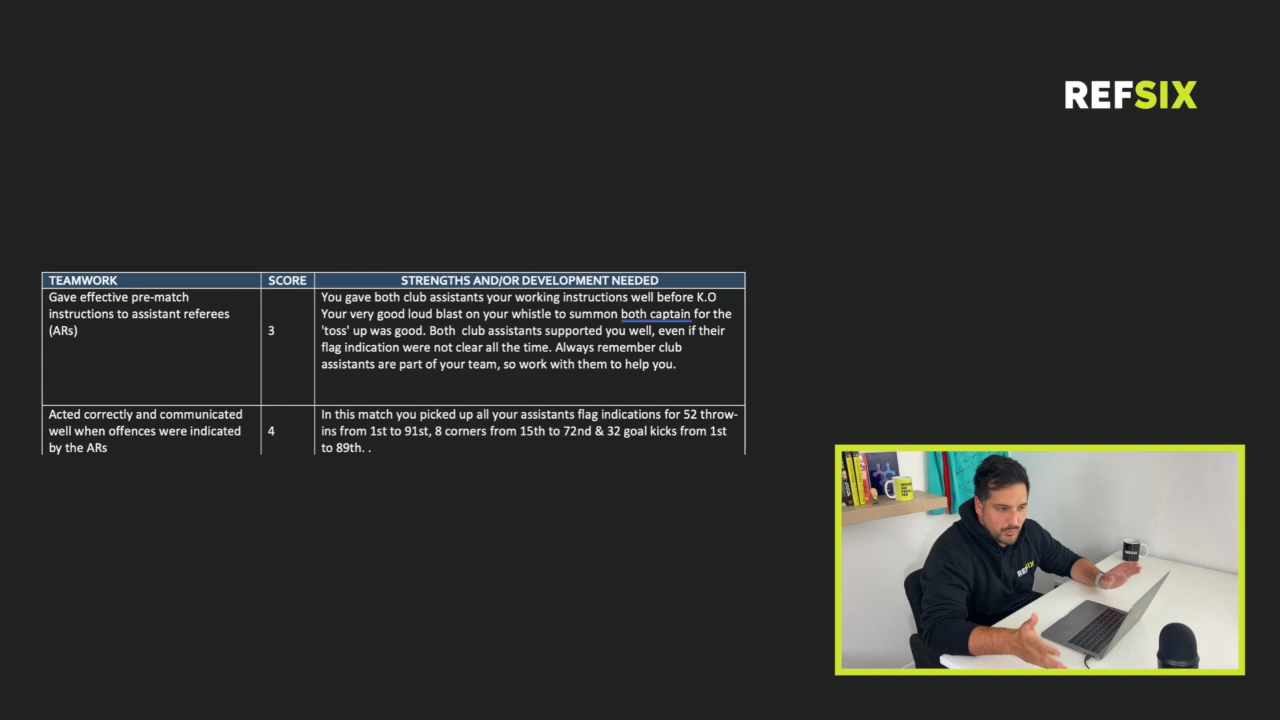 REFSIX
TEAMWORK SCORE STRENGTHS AND/OR DEVELOPMENT NEEDED
Gave effective pre-match
instructions to assistant referees
(ARs)
3
You gave both club assistants your working instructions well before K.O
Your very good loud blast on your whistle to summon both captain for the
'toss' up was good. Both  club assistants supported you well, even if their
flag indication were not clear all the time. Always remember club
assistants are part of your team, so work with them to help you.
Acted correctly and communicated
well when offences were indicated
by the ARs
4
In this match you picked up all your assistants flag indications for 52 throw-
ins from 1st to 91st, 8 corners from 15th to 72nd & 32 goal kicks from 1st
to 89th. .
REFSIX
REFSIX